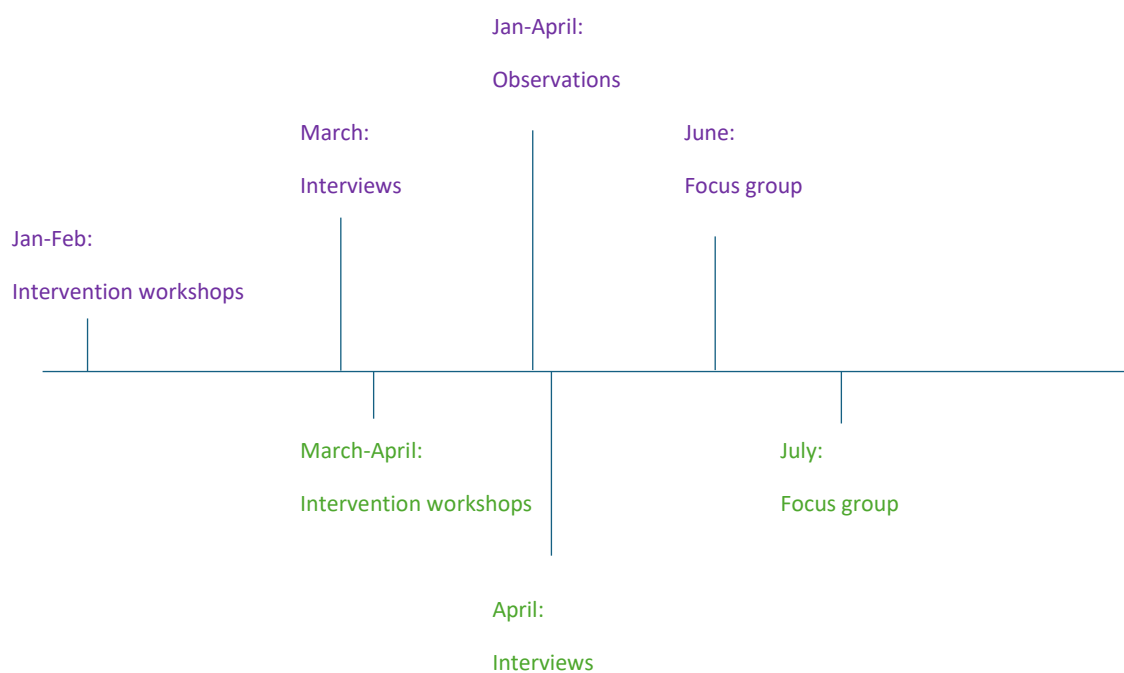 Jan-April:
Observations
March:
Interviews
June:
Focus group
Jan-Feb:
Intervention workshops
March-April:
Intervention workshops
July:
Focus group
April:
Interviews